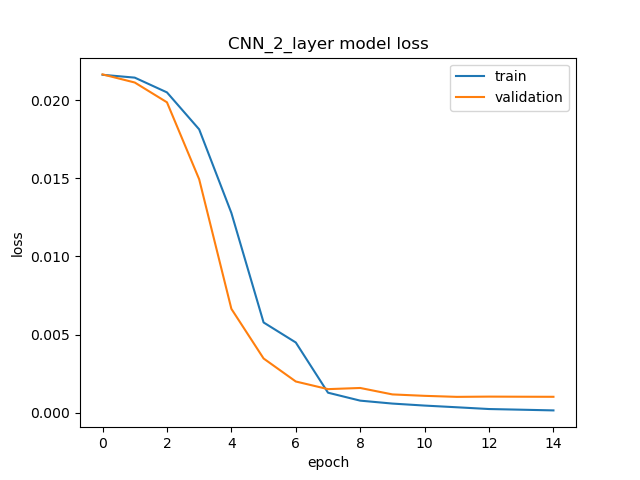 CNN_2_layer model loss
train
validation
0.020
0.015
0.010
0.005
0.000
loss
0 2 4 6 8 10 12 14
epoch